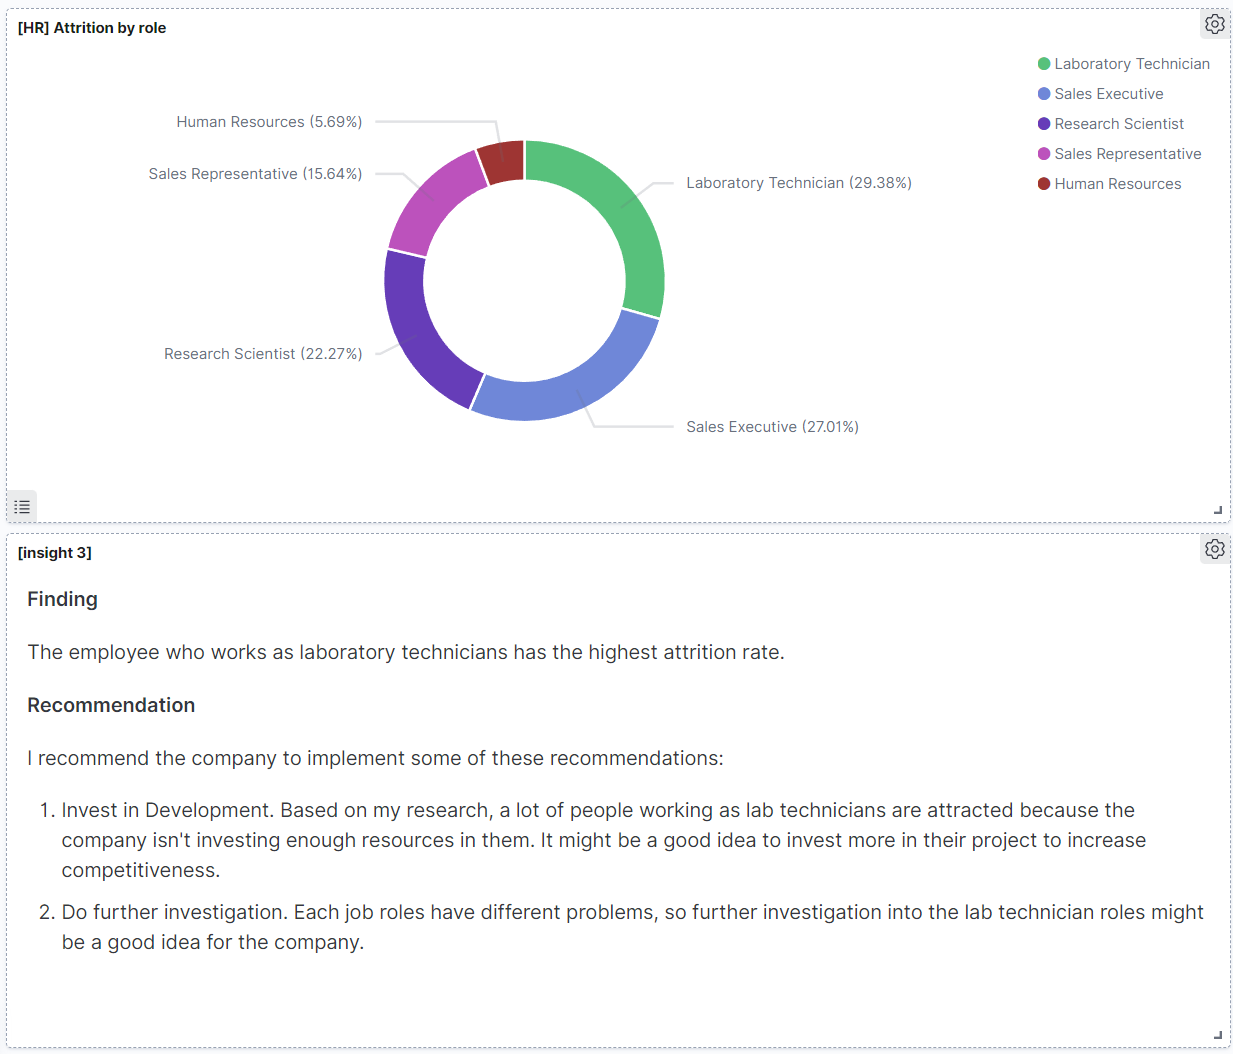 [HR] Attrition by role
Laboratory Technician
Sales Executive
Research Scientist
Sales Representative
Human Resources
Human Resources (5.69%)
Sales Representative (15.64%)
Laboratory Technician (29.38%)
Research Scientist (22.27%)
Sales Executive (27.01%)
[insight 3]
Finding
The employee who works as laboratory technicians has the highest attrition rate.
Recommendation
I recommend the company to implement some of these recommendations:
1. Invest in Development. Based on my research, a lot of people working as lab technicians are attracted because the
company isn't investing enough resources in them. It might be a good idea to invest more in their project to increase
competitiveness.
2. Do further investigation. Each job roles have different problems, so further investigation into the lab technician roles might
be a good idea for the company.